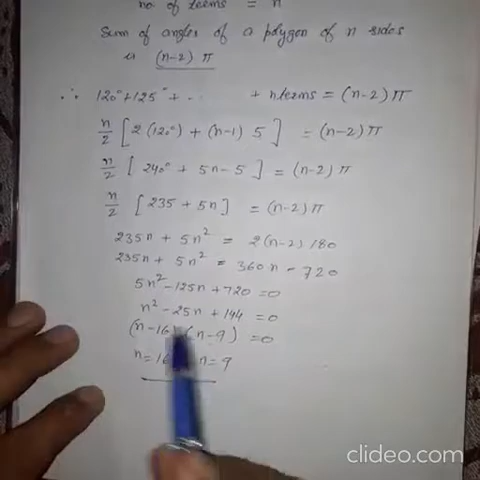 no of terms = n
Sum of angles of a polygon of n sides
is (n-2) π
∴ 120° + 125° + - . + n terms = (n-2) π
n/2 [ 2 (120°) + (n-1) 5 ] = (n-2) π
n/2 [ 240° + 5n - 5 ] = (n-2) π
n/2 [ 235 + 5n ] = (n-2) π
235n + 5n² = 2(n-2) 180
235n + 5n² = 360n - 720
5n² - 125n + 720 = 0
n² - 25n + 144 = 0
(n-16) (n-9) = 0
n = 16 n = 9
clideo.com